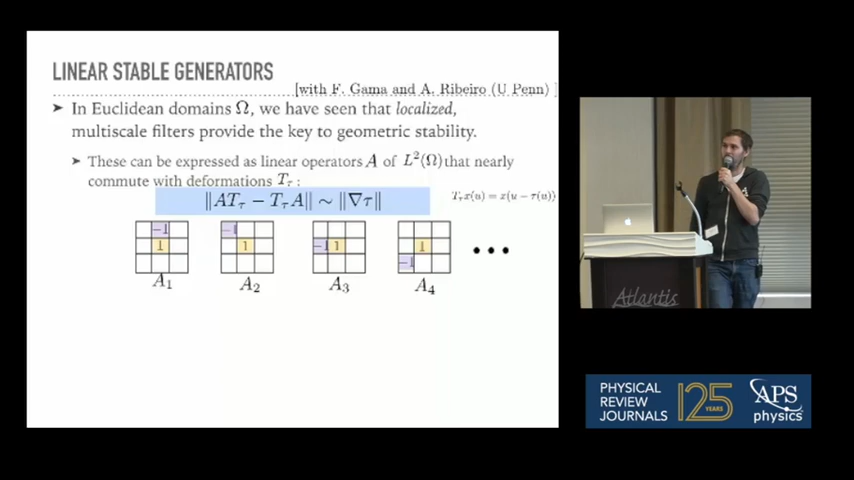 LINEAR STABLE GENERATORS
[with F. Gama and A. Ribeiro (U Penn) ]
➤ In Euclidean domains Ω, we have seen that localized,
multiscale filters provide the key to geometric stability.
➤ These can be expressed as linear operators A of L²(Ω) that nearly
commute with deformations T_τ :
‖AT_τ − T_τA‖ ∼ ‖∇τ‖
T_τx(u) = x(u − τ(u))
−1 −1
1 1 −1 1 1
−1
A₁ A₂ A₃ A₄
Atlantis
PHYSICAL
REVIEW
JOURNALS
125
YEARS
APS
physics